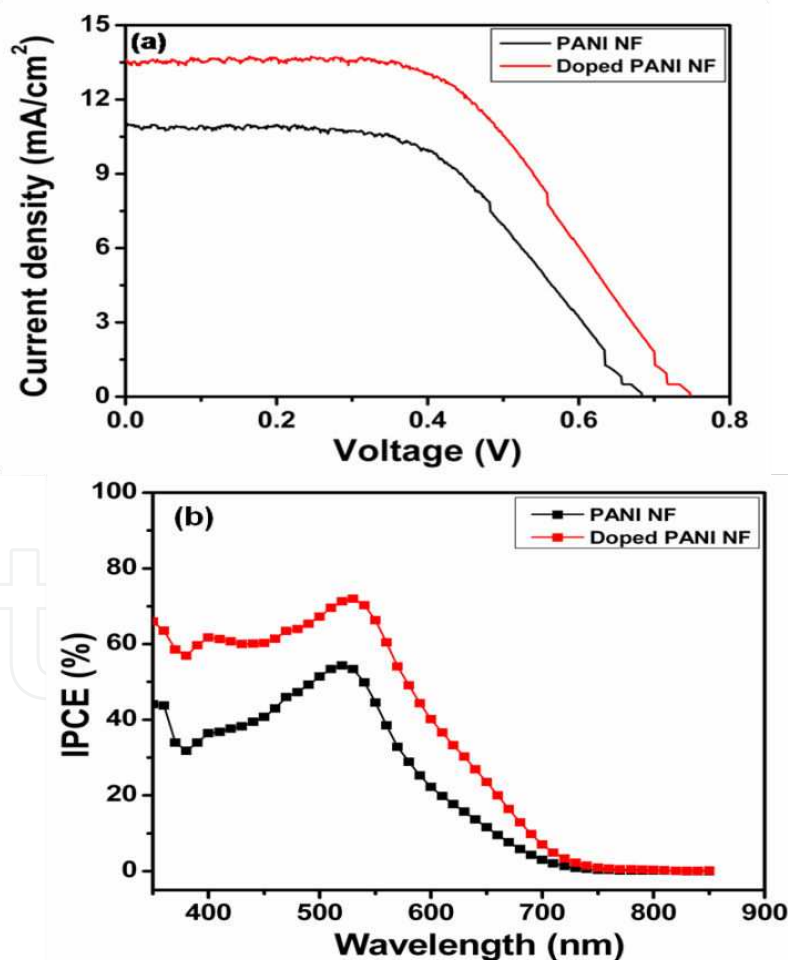 (a)
PANI NF
Doped PANI NF
Current density (mA/cm²)
15
12
9
6
3
0
0.0 0.2 0.4 0.6 0.8
Voltage (V)
(b)
PANI NF
Doped PANI NF
IPCE (%)
100
80
60
40
20
0
400 500 600 700 800 900
Wavelength (nm)